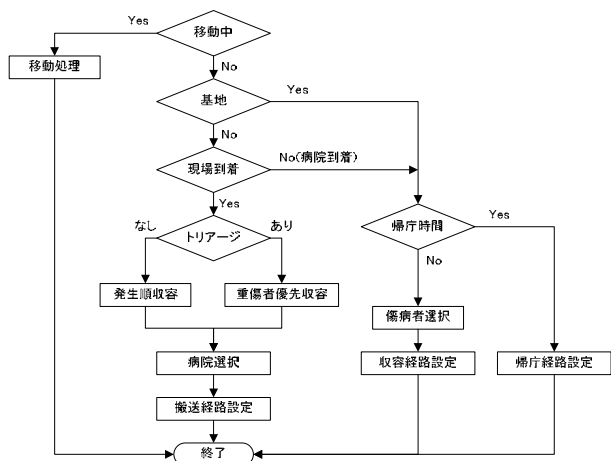 Yes
移動中
移動処理
No
基地
Yes
No
現場到着
No(病院到着)
Yes
なし
トリアージ
あり
帰庁時間
Yes
No
発生順収容
重傷者優先収容
傷病者選択
病院選択
収容経路設定
帰庁経路設定
搬送経路設定
終了